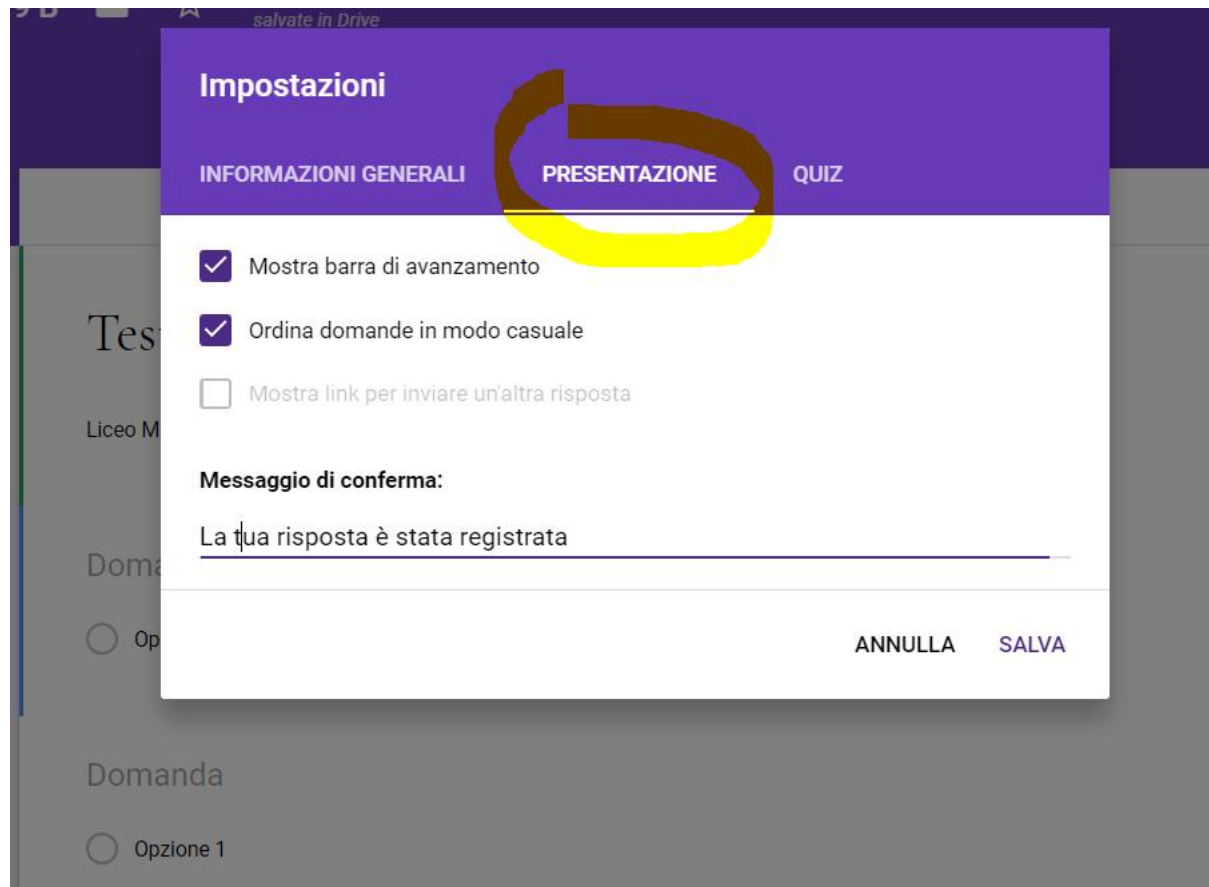 salvate in Drive
Impostazioni
INFORMAZIONI GENERALI PRESENTAZIONE QUIZ
Mostra barra di avanzamento
Ordina domande in modo casuale
Mostra link per inviare un'altra risposta
Liceo M
Messaggio di conferma:
La tua risposta è stata registrata
ANNULLA SALVA
Domanda
Opzione 1